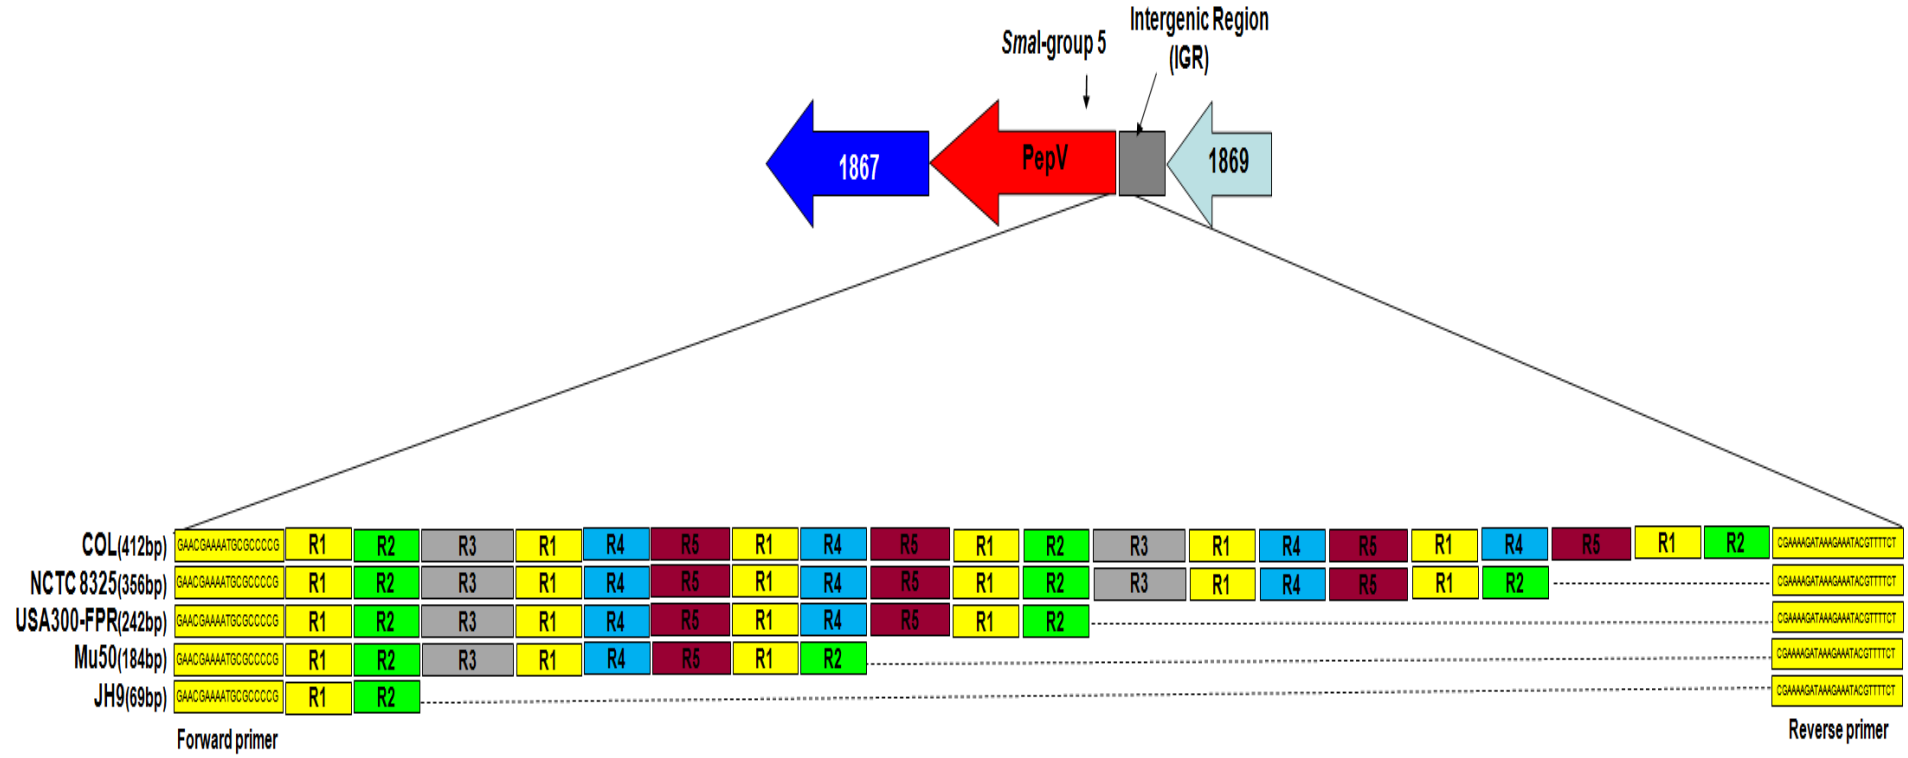 Intergenic Region
(IGR)
SmaI-group 5
1867
PepV
1869
COL(412bp) GAACGAAAATGCGCCCCG R1 R2 R3 R1 R4 R5 R1 R4 R5 R1 R2 R3 R1 R4 R5 R1 R4 R5 R1 R2 CGAAAAGATAAAGAAATACGTTTTCT
NCTC 8325(356bp) GAACGAAAATGCGCCCCG R1 R2 R3 R1 R4 R5 R1 R4 R5 R1 R2 R3 R1 R4 R5 R1 R2 CGAAAAGATAAAGAAATACGTTTTCT
USA300-FPR(242bp) GAACGAAAATGCGCCCCG R1 R2 R3 R1 R4 R5 R1 R4 R5 R1 R2 CGAAAAGATAAAGAAATACGTTTTCT
Mu50(184bp) GAACGAAAATGCGCCCCG R1 R2 R3 R1 R4 R5 R1 R2 CGAAAAGATAAAGAAATACGTTTTCT
JH9(69bp) GAACGAAAATGCGCCCCG R1 R2 CGAAAAGATAAAGAAATACGTTTTCT
Forward primer
Reverse primer